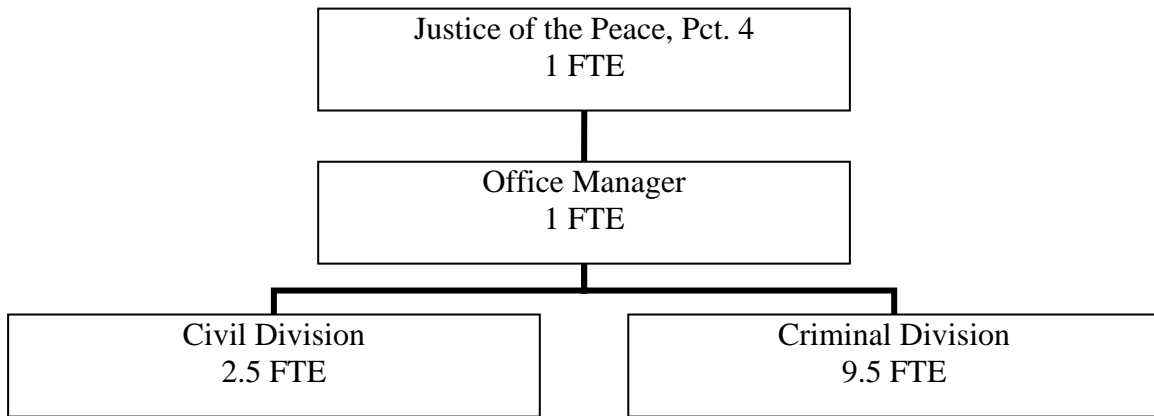 Justice of the Peace, Pct. 4
1 FTE
Office Manager
1 FTE
Civil Division
2.5 FTE
Criminal Division
9.5 FTE